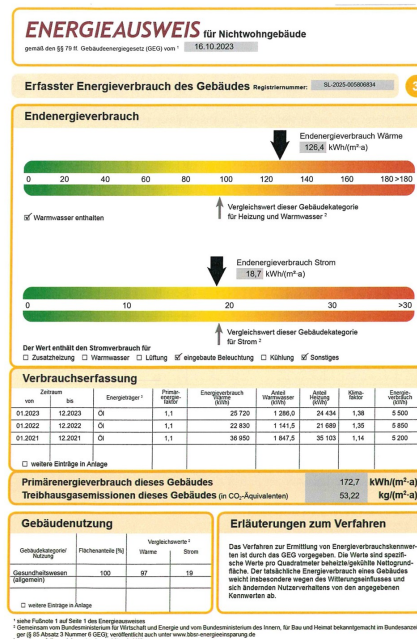 ENERGIEAUSWEIS für Nichtwohngebäude
gemäß den §§ 79 ff. Gebäudeenergiegesetz (GEG) vom ¹ 16.10.2023
Erfasster Energieverbrauch des Gebäudes Registriernummer: SL-2025-005806834 3
Endenergieverbrauch
Endenergieverbrauch Wärme
126,4 kWh/(m²·a)
0 20 40 60 80 100 120 140 160 180 >180
☑ Warmwasser enthalten
Vergleichswert dieser Gebäudekategorie
für Heizung und Warmwasser ²
Endenergieverbrauch Strom
18,7 kWh/(m²·a)
0 10 20 30 >30
Vergleichswert dieser Gebäudekategorie
für Strom ²
Der Wert enthält den Stromverbrauch für
☐ Zusatzheizung ☐ Warmwasser ☐ Lüftung ☑ eingebaute Beleuchtung ☐ Kühlung ☑ Sonstiges
Verbrauchserfassung
Zeitraum von bis Energieträger ² Primär-energie-faktor Energieverbrauch Wärme (kWh) Anteil Warmwasser (kWh) Anteil Heizung (kWh) Klima-faktor Energie-verbrauch (kWh)
01.2023 12.2023 Öl 1,1 25 720 1 286,0 24 434 1,38 5 500
01.2022 12.2022 Öl 1,1 22 830 1 141,5 21 689 1,35 5 850
01.2021 12.2021 Öl 1,1 36 950 1 847,5 35 103 1,14 5 200
☐ weitere Einträge in Anlage
Primärenergieverbrauch dieses Gebäudes 172,7 kWh/(m²·a)
Treibhausgasemissionen dieses Gebäudes (in CO₂-Äquivalenten) 53,22 kg/(m²·a)
Gebäudenutzung
Gebäudekategorie/ Nutzung Flächenanteile [%] Vergleichswerte ² Wärme Strom
Gesundheitswesen (allgemein) 100 97 19
☐ weitere Einträge in Anlage
Erläuterungen zum Verfahren
Das Verfahren zur Ermittlung von Energieverbrauchskennwer-
ten ist durch das GEG vorgegeben. Die Werte sind spezifi-
sche Werte pro Quadratmeter beheizte/gekühlte Nettogrund-
fläche. Der tatsächliche Energieverbrauch eines Gebäudes
weicht insbesondere wegen des Witterungseinflusses und
sich ändernden Nutzerverhaltens von den angegebenen
Kennwerten ab.
¹ siehe Fußnote 1 auf Seite 1 des Energieausweises
² Gemeinsam vom Bundesministerium für Wirtschaft und Energie und vom Bundesministerium des Innern, für Bau und Heimat bekanntgemacht im Bundesanzei
ger (§ 85 Absatz 3 Nummer 6 GEG); veröffentlicht auch unter www.bbsr-energieeinsparung.de